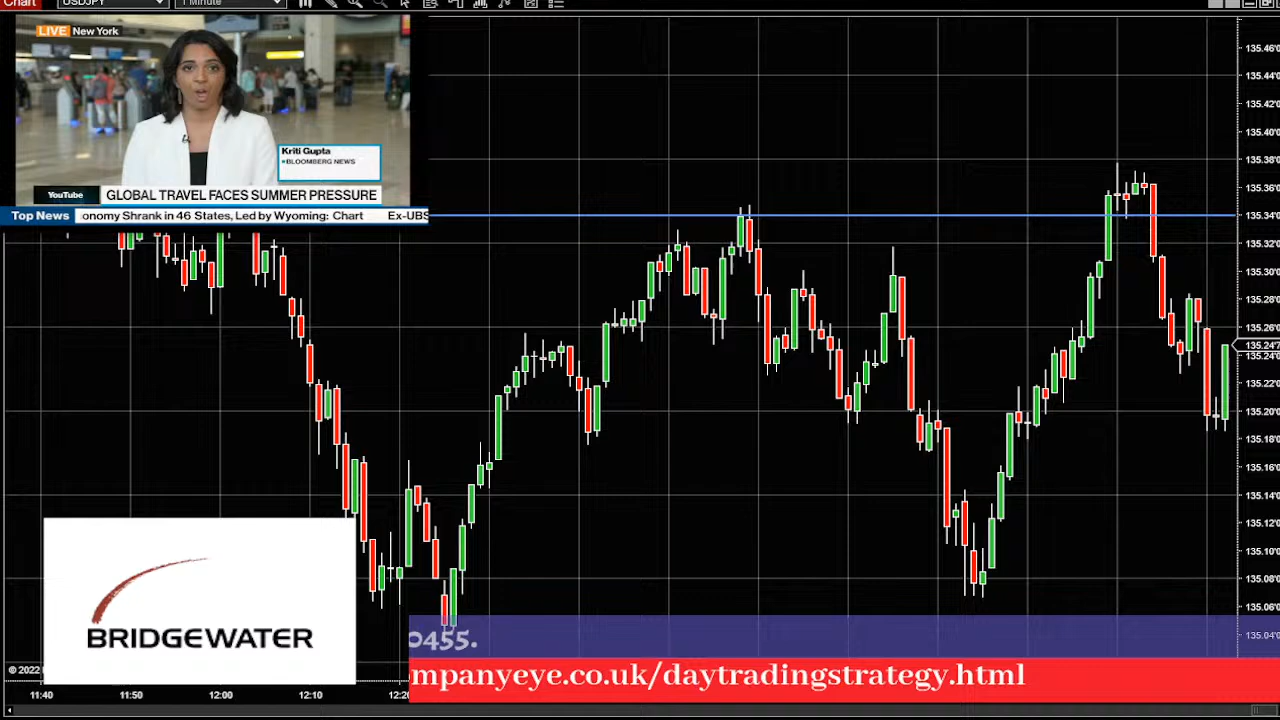 Chart
USDJPY
1 Minute
LIVE New York
Kriti Gupta
BLOOMBERG NEWS
YouTube
GLOBAL TRAVEL FACES SUMMER PRESSURE
Top News
onomy Shrank in 46 States, Led by Wyoming: Chart
Ex-UBS
135.46
135.44
135.42
135.40
135.38
135.36
135.34
135.32
135.30
135.28
135.26
135.247
135.24
135.22
135.20
135.18
135.16
135.14
135.12
135.10
135.08
135.06
135.04
BRIDGEWATER
0455.
mpanyeye.co.uk/daytradingstrategy.html
© 2022
11:40
11:50
12:00
12:10
12:20